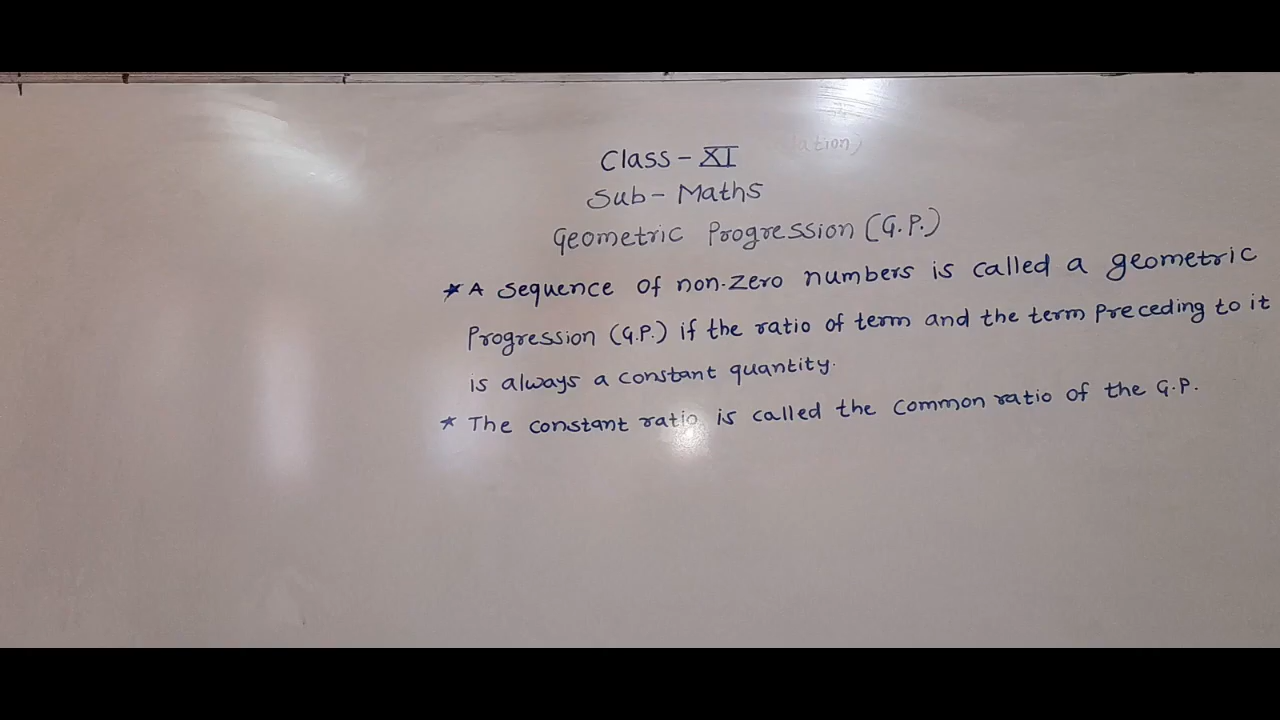 Class - XI
Sub - Maths
Geometric Progression (G.P.)
* A sequence of non-zero numbers is called a geometric
Progression (G.P.) if the ratio of term and the term preceding to it
is always a constant quantity.
* The constant ratio is called the common ratio of the G.P.